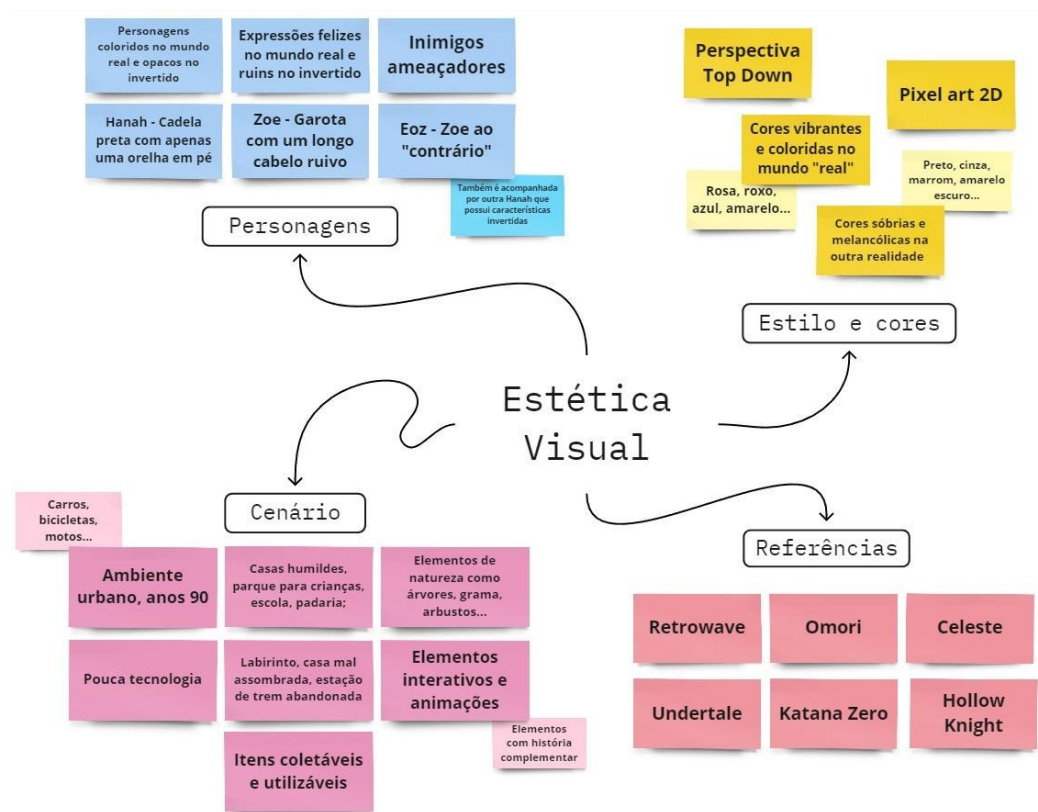 Personagens
coloridos no mundo
real e opacos no
invertido
Expressões felizes
no mundo real e
ruins no invertido
Inimigos
ameaçadores
Hanah - Cadela
preta com apenas
uma orelha em pé
Zoe - Garota
com um longo
cabelo ruivo
Eoz - Zoe ao
"contrário"
Também é acompanhada
por outra Hanah que
possui características
invertidas
Personagens
Perspectiva
Top Down
Pixel art 2D
Cores vibrantes
e coloridas no
mundo "real"
Rosa, roxo,
azul, amarelo...
Preto, cinza,
marrom, amarelo
escuro...
Cores sóbrias e
melancólicas na
outra realidade
Estilo e cores
Estética
Visual
Cenário
Carros,
bicicletas,
motos...
Ambiente
urbano, anos 90
Casas humildes,
parque para crianças,
escola, padaria;
Elementos de
natureza como
árvores, grama,
arbustos...
Pouca tecnologia
Labirinto, casa mal
assombrada, estação
de trem abandonada
Elementos
interativos e
animações
Elementos
com história
complementar
Itens coletáveis
e utilizáveis
Referências
Retrowave
Omori
Celeste
Undertale
Katana Zero
Hollow
Knight